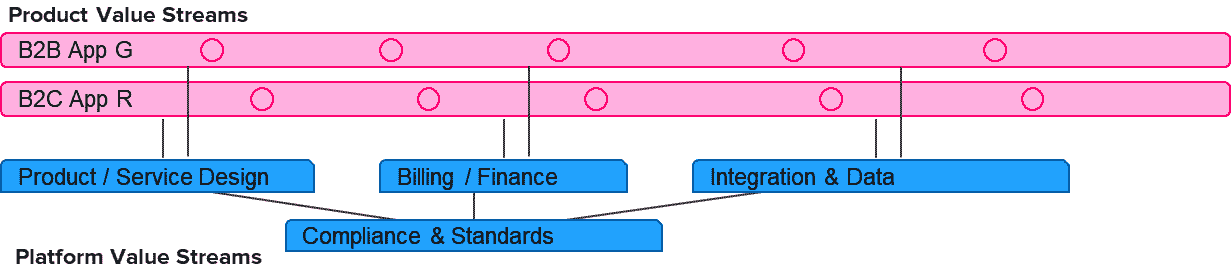 Product Value Streams
B2B App G
B2C App R
Product / Service Design
Billing / Finance
Integration & Data
Compliance & Standards
Platform Value Streams